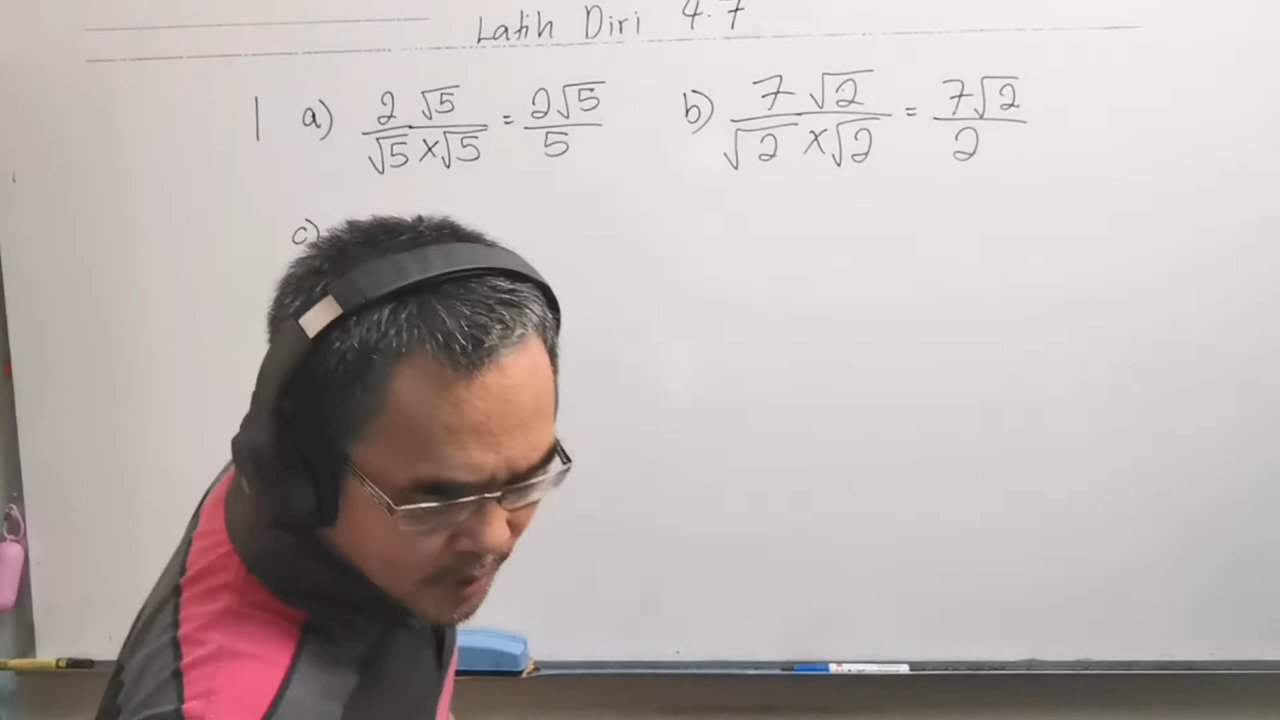 Latih Diri 4.7
1 a) 2 √5 / √5 × √5 = 2√5 / 5 b) 7 √2 / √2 × √2 = 7√2 / 2
c)